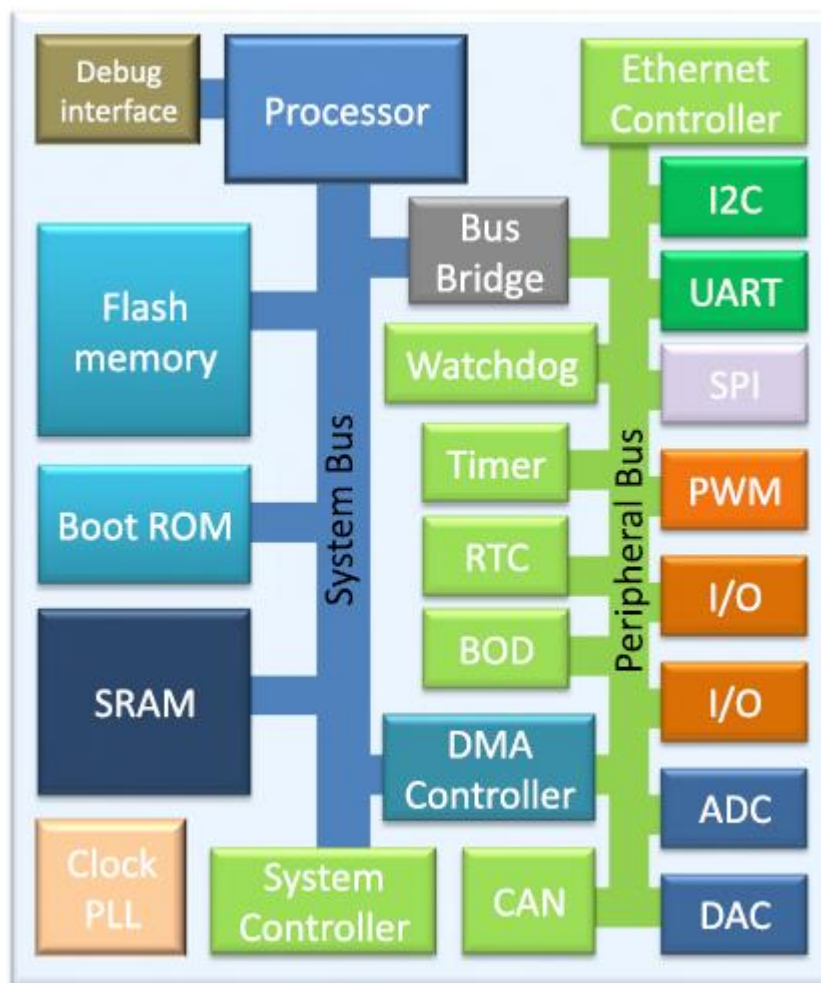 Debug
interface
Processor
Ethernet
Controller
I2C
Bus
Bridge
UART
Flash
memory
Watchdog
SPI
System Bus
Peripheral Bus
Timer
PWM
Boot ROM
RTC
I/O
BOD
SRAM
I/O
DMA
Controller
ADC
Clock
PLL
System
Controller
CAN
DAC